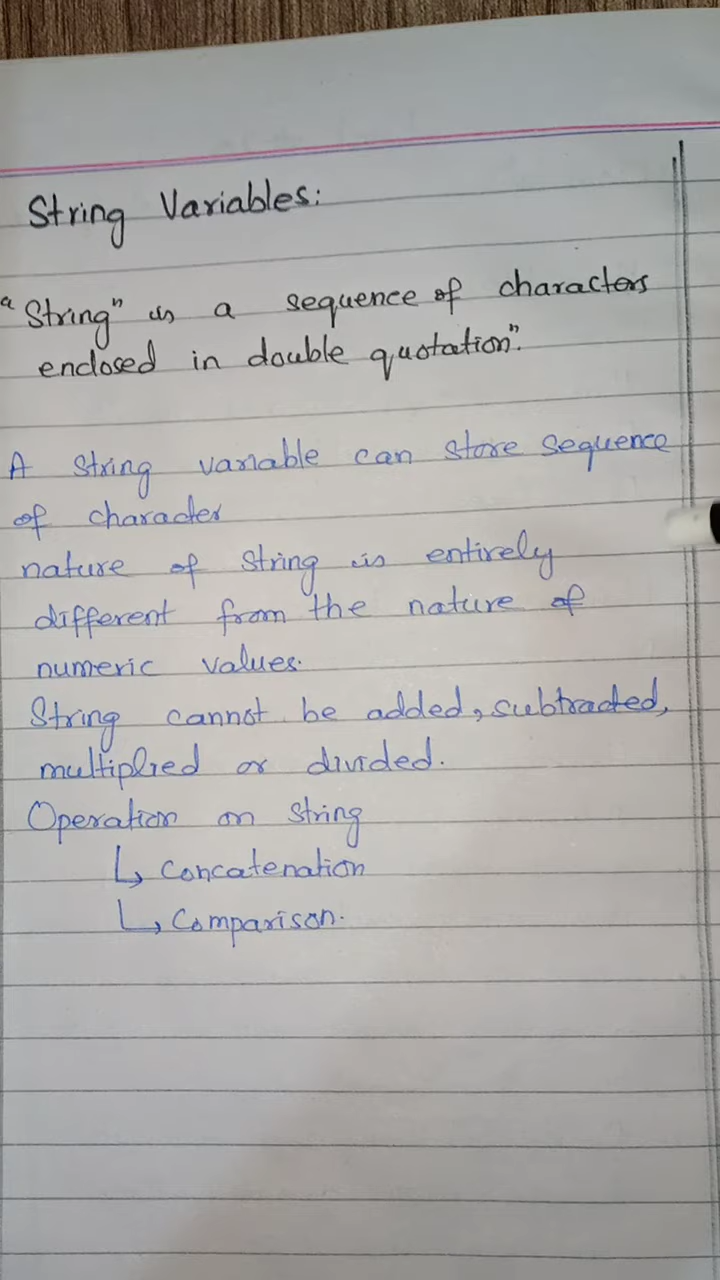 String Variables:
"String" is a sequence of characters
enclosed in double quotation".
A string variable can store sequence
of character
nature of string is entirely
different from the nature of
numeric values.
String cannot be added, subtracted,
multiplied or divided.
Operation on string
↳ Concatenation
↳ Comparison.